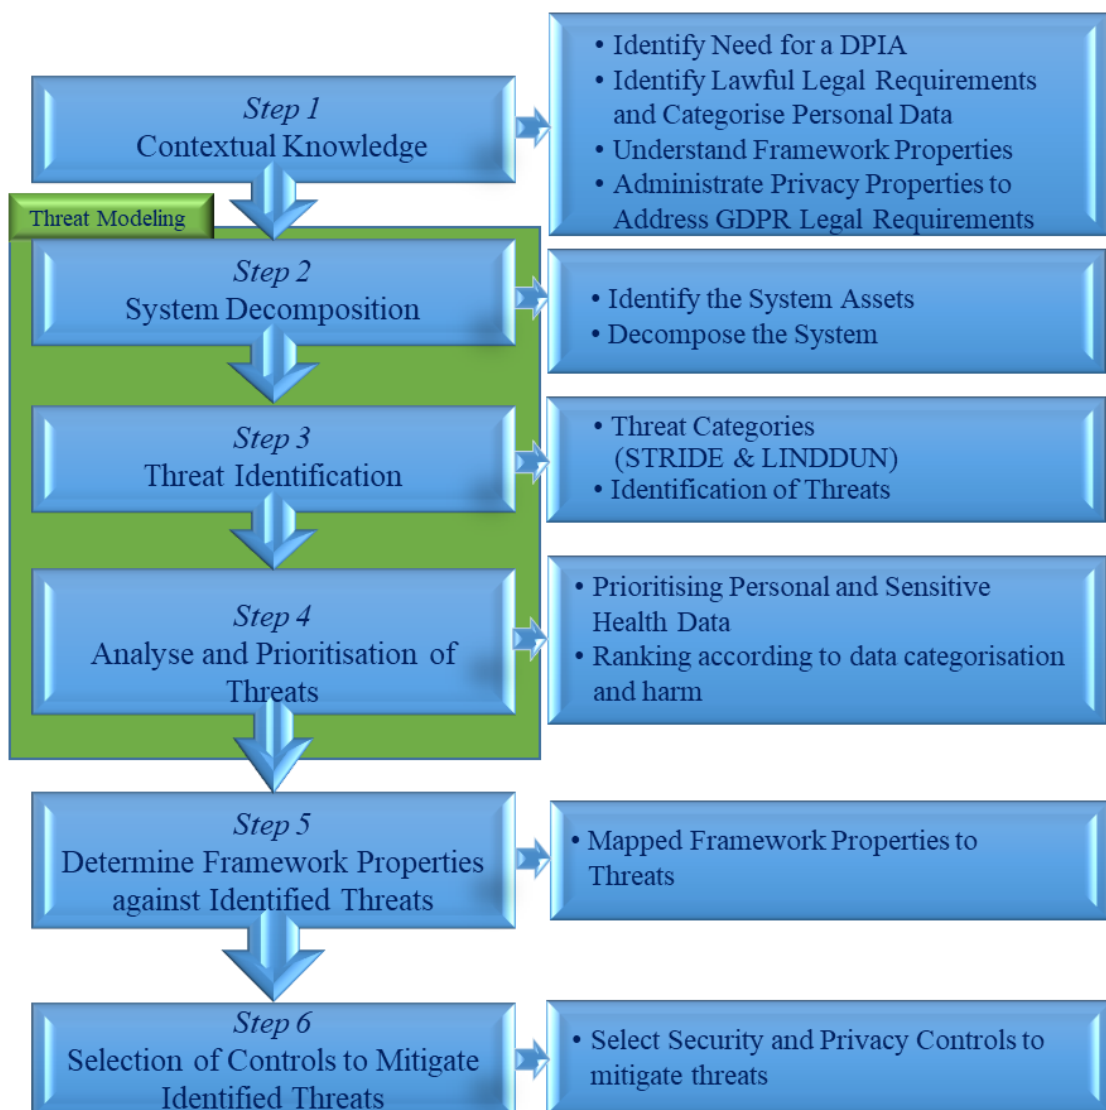 Step 1
Contextual Knowledge
• Identify Need for a DPIA
• Identify Lawful Legal Requirements
and Categorise Personal Data
• Understand Framework Properties
• Administrate Privacy Properties to
Address GDPR Legal Requirements
Threat Modeling
Step 2
System Decomposition
• Identify the System Assets
• Decompose the System
Step 3
Threat Identification
• Threat Categories
(STRIDE & LINDDUN)
• Identification of Threats
Step 4
Analyse and Prioritisation of
Threats
• Prioritising Personal and Sensitive
Health Data
• Ranking according to data categorisation
and harm
Step 5
Determine Framework Properties
against Identified Threats
• Mapped Framework Properties to
Threats
Step 6
Selection of Controls to Mitigate
Identified Threats
• Select Security and Privacy Controls to
mitigate threats